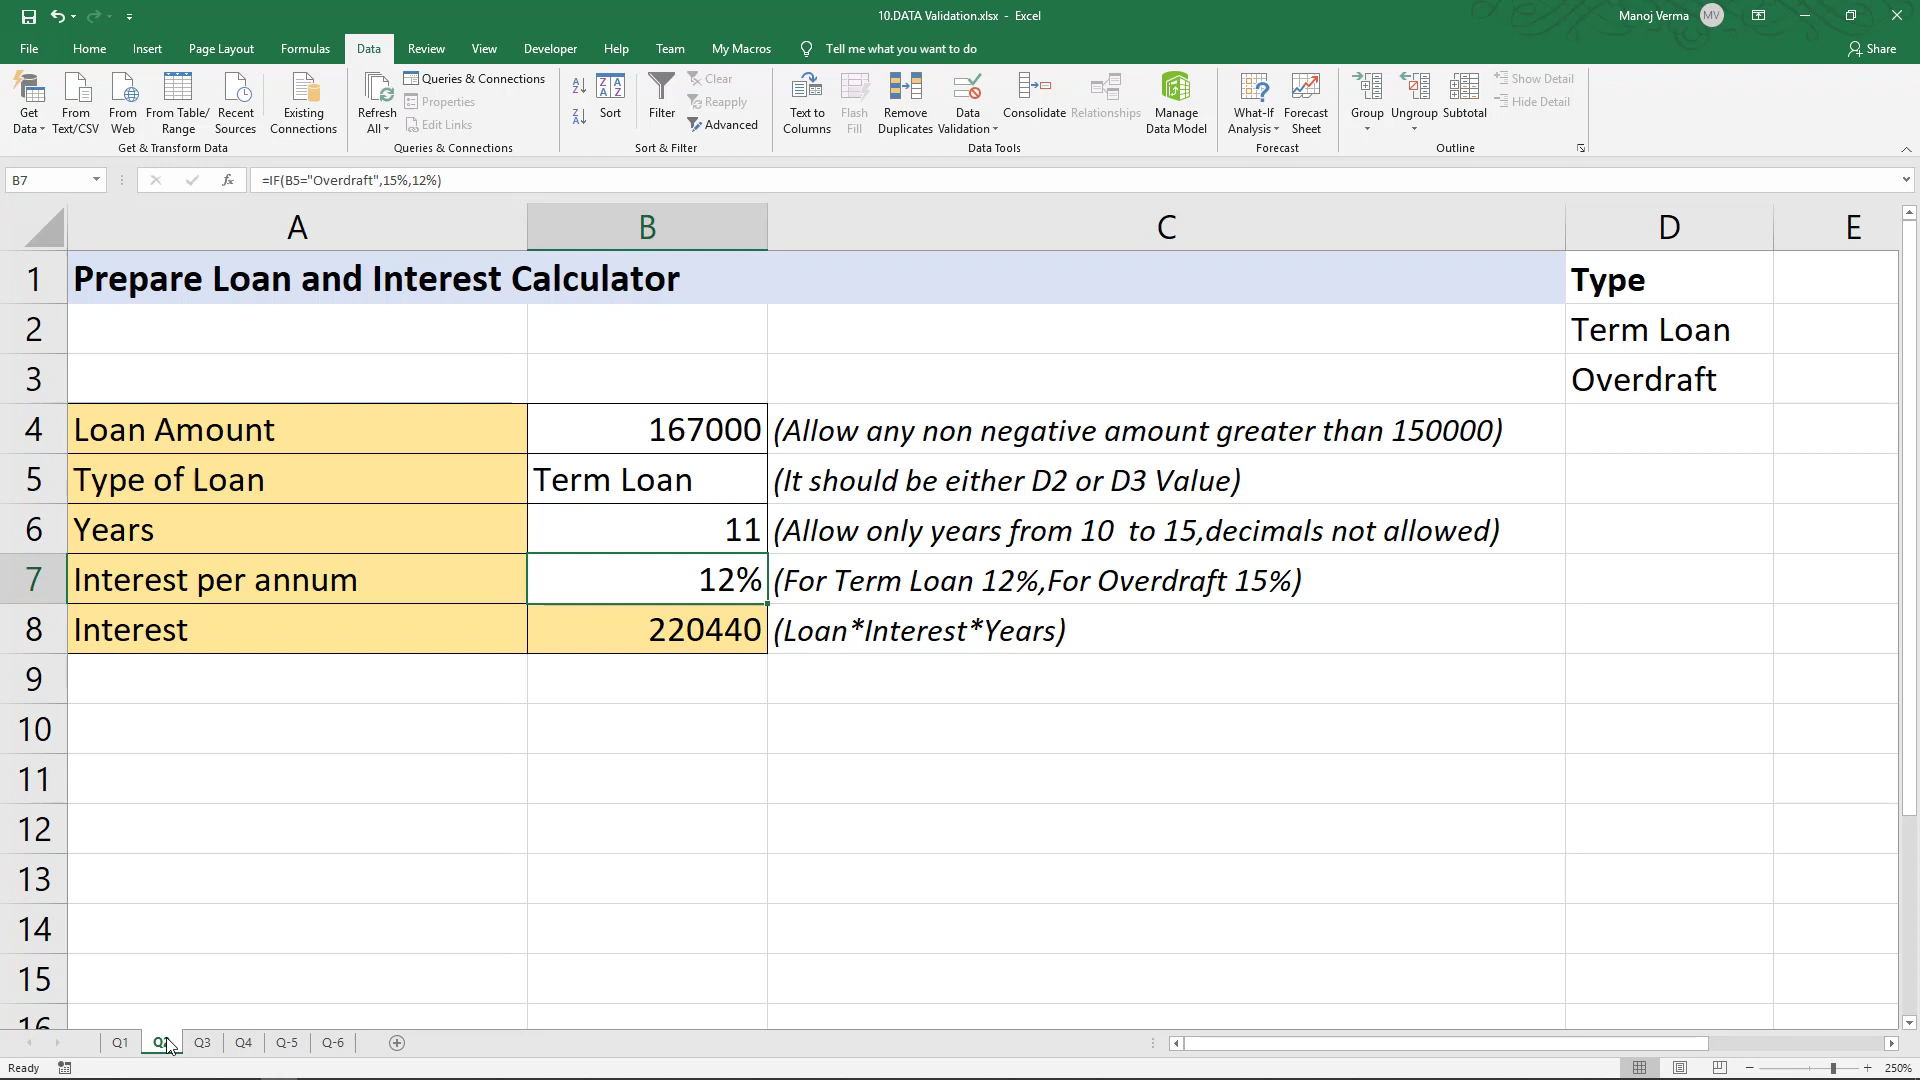 10.DATA Validation.xlsx - Excel
Manoj Verma MV
File Home Insert Page Layout Formulas Data Review View Developer Help Team My Macros Tell me what you want to do Share
Get Data
From Text/CSV
From Web
From Table/ Range
Recent Sources
Existing Connections
Get & Transform Data
Refresh All
Queries & Connections
Properties
Edit Links
Queries & Connections
Sort
Filter
Clear
Reapply
Advanced
Sort & Filter
Text to Columns
Flash Fill
Remove Duplicates
Data Validation
Consolidate
Relationships
Manage Data Model
Data Tools
What-If Analysis
Forecast Sheet
Forecast
Group
Ungroup
Subtotal
Show Detail
Hide Detail
Outline
B7 fx =IF(B5="Overdraft",15%,12%)
A B C D E
1 Prepare Loan and Interest Calculator Type
2 Term Loan
3 Overdraft
4 Loan Amount 167000 (Allow any non negative amount greater than 150000)
5 Type of Loan Term Loan (It should be either D2 or D3 Value)
6 Years 11 (Allow only years from 10 to 15,decimals not allowed)
7 Interest per annum 12% (For Term Loan 12%,For Overdraft 15%)
8 Interest 220440 (Loan*Interest*Years)
9
10
11
12
13
14
15
16
Q1 Q2 Q3 Q4 Q-5 Q-6
Ready 250%